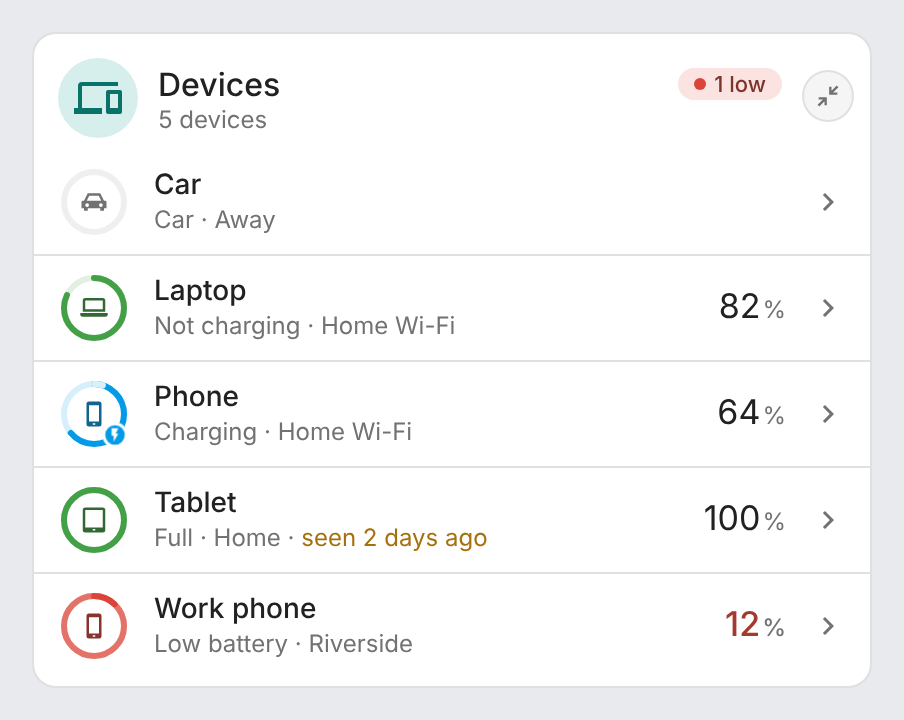 Devices
1 low
5 devices
Car
Car · Away
Laptop
Not charging · Home Wi-Fi
82%
Phone
Charging · Home Wi-Fi
64%
Tablet
Full · Home · seen 2 days ago
100%
Work phone
Low battery · Riverside
12%